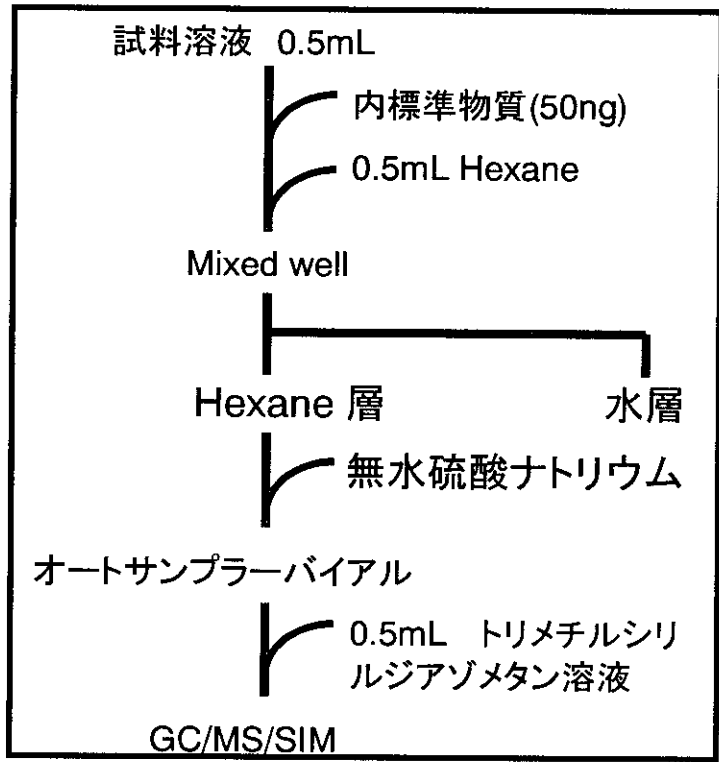 試料溶液 0.5mL
内標準物質(50ng)
0.5mL Hexane
Mixed well
Hexane 層
水層
無水硫酸ナトリウム
オートサンプラーバイアル
0.5mL トリメチルシリ
ルジアゾメタン溶液
GC/MS/SIM